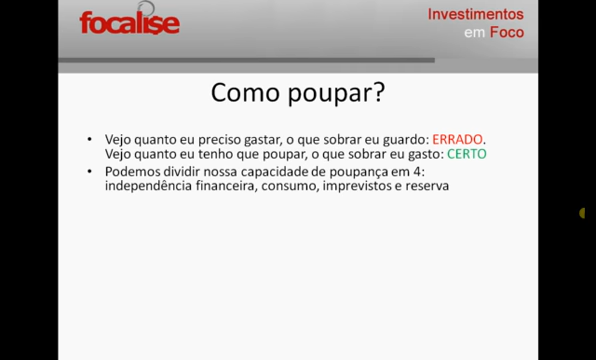 focalise
Investimentos
em Foco
Como poupar?
• Vejo quanto eu preciso gastar, o que sobrar eu guardo: ERRADO.
Vejo quanto eu tenho que poupar, o que sobrar eu gasto: CERTO
• Podemos dividir nossa capacidade de poupança em 4:
independência financeira, consumo, imprevistos e reserva